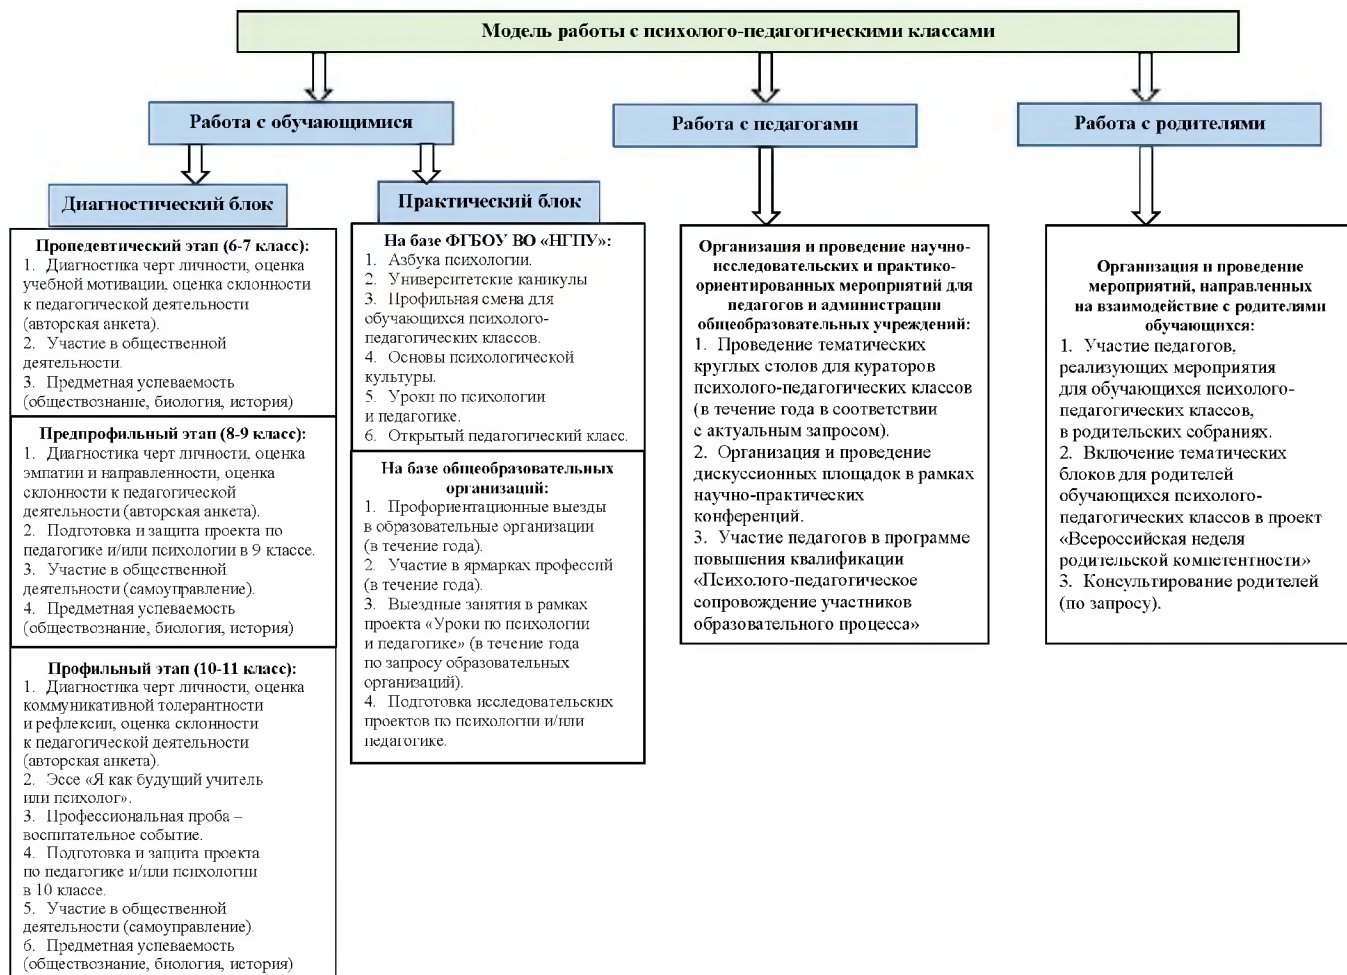 Модель работы с психолого-педагогическими классами
Работа с обучающимися
Работа с педагогами
Работа с родителями
Диагностический блок
Практический блок
Пропедевтический этап (6-7 класс):
1. Диагностика черт личности, оценка
учебной мотивации, оценка склонности
к педагогической деятельности
(авторская анкета).
2. Участие в общественной
деятельности.
3. Предметная успеваемость
(обществознание, биология, история)
Предпрофильный этап (8-9 класс):
1. Диагностика черт личности, оценка
эмпатии и направленности, оценка
склонности к педагогической
деятельности (авторская анкета).
2. Подготовка и защита проекта по
педагогике и/или психологии в 9 классе.
3. Участие в общественной
деятельности (самоуправление).
4. Предметная успеваемость
(обществознание, биология, история)
Профильный этап (10-11 класс):
1. Диагностика черт личности, оценка
коммуникативной толерантности
и рефлексии, оценка склонности
к педагогической деятельности
(авторская анкета).
2. Эссе «Я как будущий учитель
или психолог».
3. Профессиональная проба –
воспитательное событие.
4. Подготовка и защита проекта
по педагогике и/или психологии
в 10 классе.
5. Участие в общественной
деятельности (самоуправление).
6. Предметная успеваемость
(обществознание, биология, история)
На базе ФГБОУ ВО «НГПУ»:
1. Азбука психологии.
2. Университетские каникулы
3. Профильная смена для
обучающихся психолого-
педагогических классов.
4. Основы психологической
культуры.
5. Уроки по психологии
и педагогике.
6. Открытый педагогический класс.
На базе общеобразовательных
организаций:
1. Профориентационные выезды
в образовательные организации
(в течение года).
2. Участие в ярмарках профессий
(в течение года).
3. Выездные занятия в рамках
проекта «Уроки по психологии
и педагогике» (в течение года
по запросу образовательных
организаций).
4. Подготовка исследовательских
проектов по психологии и/или
педагогике.
Организация и проведение научно-
исследовательских и практико-
ориентированных мероприятий для
педагогов и администрации
общеобразовательных учреждений:
1. Проведение тематических
круглых столов для кураторов
психолого-педагогических классов
(в течение года в соответствии
с актуальным запросом).
2. Организация и проведение
дискуссионных площадок в рамках
научно-практических
конференций.
3. Участие педагогов в программе
повышения квалификации
«Психолого-педагогическое
сопровождение участников
образовательного процесса»
Организация и проведение
мероприятий, направленных
на взаимодействие с родителями
обучающихся:
1. Участие педагогов,
реализующих мероприятия
для обучающихся психолого-
педагогических классов,
в родительских собраниях.
2. Включение тематических
блоков для родителей
обучающихся психолого-
педагогических классов в проект
«Всероссийская неделя
родительской компетентности»
3. Консультирование родителей
(по запросу).